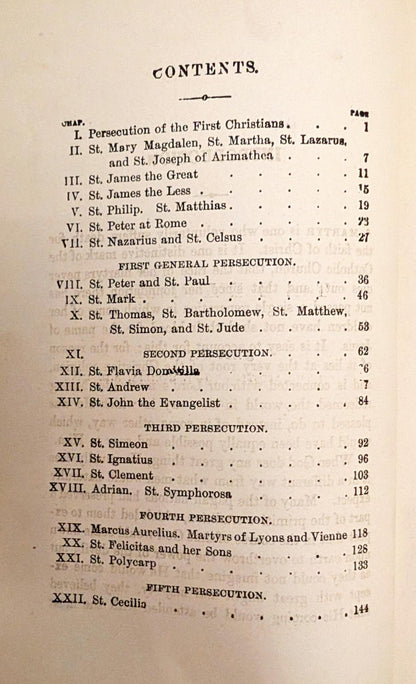 CONTENTS.
CHAP. PAGE
I. Persecution of the First Christians. . . . 1
II. St. Mary Magdalen, St. Martha, St. Lazarus,
and St. Joseph of Arimathea . . . 7
III. St. James the Great . . . . 11
IV. St. James the Less . . . . . 15
V. St. Philip. St. Matthias . . . . 19
VI. St. Peter at Rome . . . . . 23
VII. St. Nazarius and St. Celsus . . . . 27
FIRST GENERAL PERSECUTION.
VIII. St. Peter and St. Paul . . . . 36
IX. St. Mark . . . . . . 46
X. St. Thomas, St. Bartholomew, St. Matthew,
St. Simon, and St. Jude . . . . 53
XI. SECOND PERSECUTION. . . . 62
XII. St. Flavia Domitilla . . . . 6
XIII. St. Andrew . . . . . 7
XIV. St. John the Evangelist . . . . 84
THIRD PERSECUTION.
XV. St. Simeon . . . . . 92
XVI. St. Ignatius . . . . . 96
XVII. St. Clement . . . . . 103
XVIII. Adrian. St. Symphorosa . . . . 112
FOURTH PERSECUTION.
XIX. Marcus Aurelius. Martyrs of Lyons and Vienne 118
XX. St. Felicitas and her Sons . . . . 128
XXI. St. Polycarp . . . . . 133
FIFTH PERSECUTION.
XXII. St. Cecilia . . . . . 144